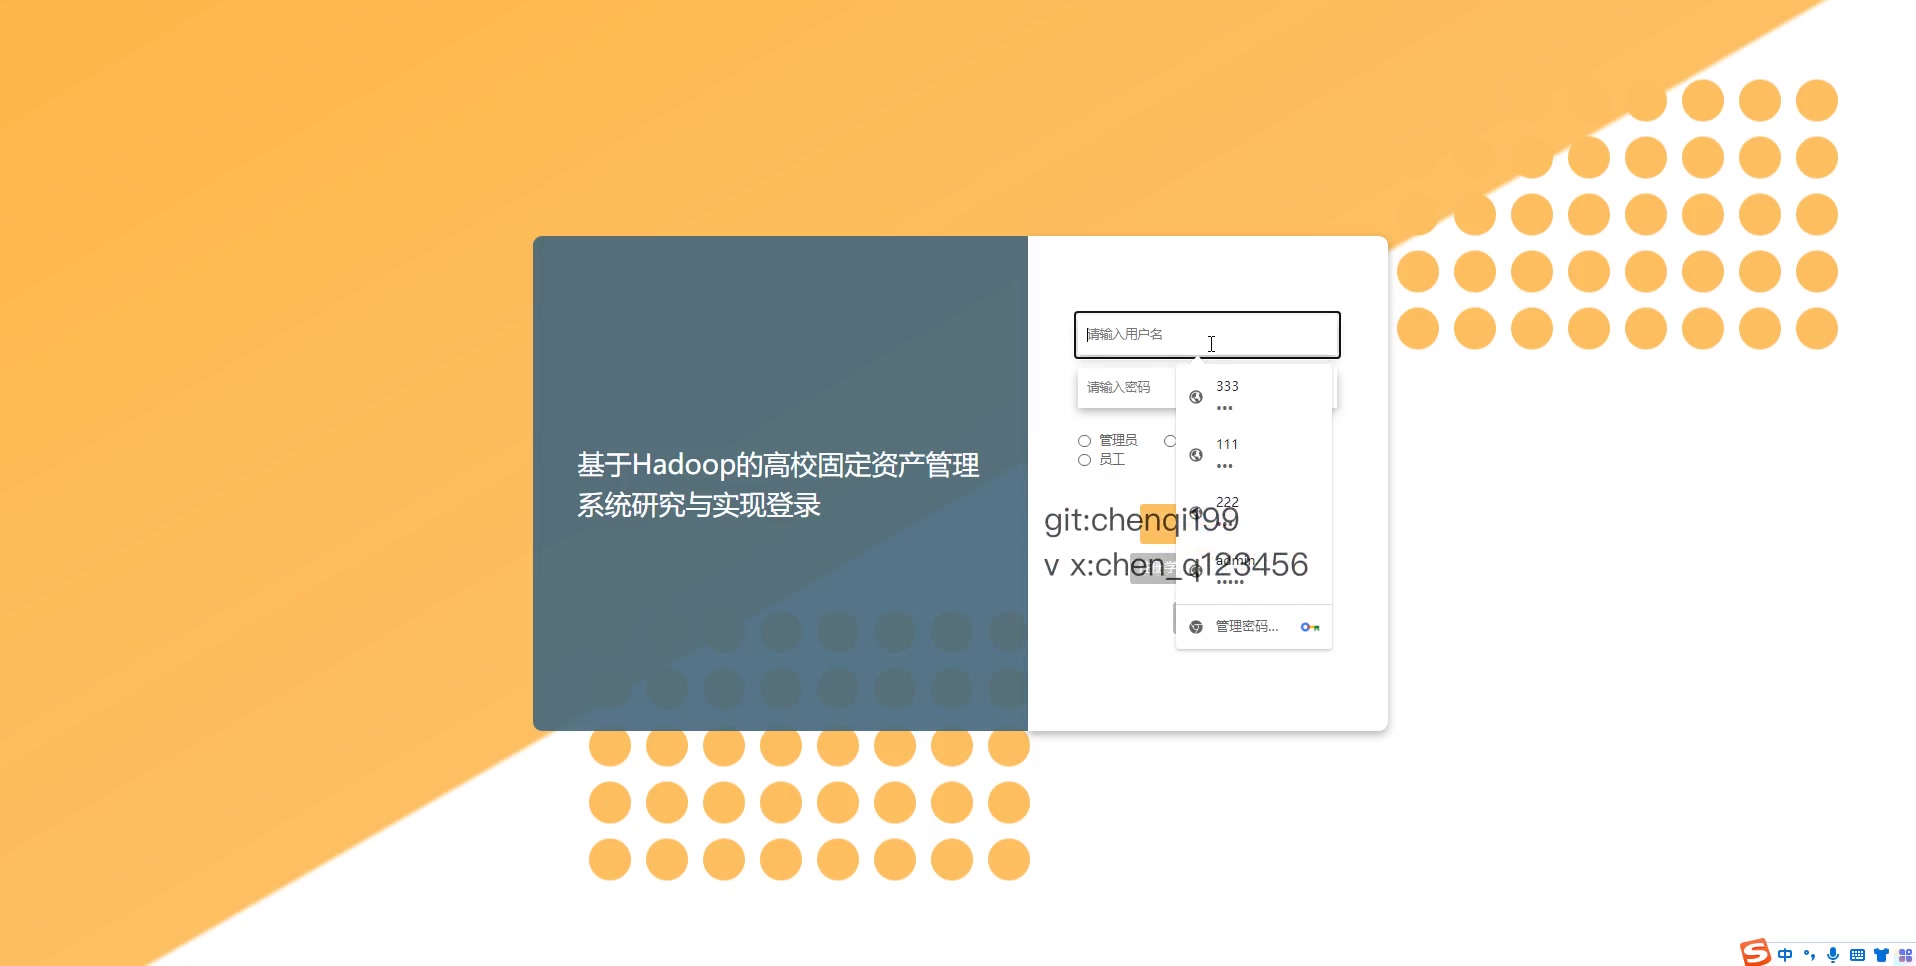 请输入用户名
请输入密码
333
•••
111
•••
222
管理员
员工
基于Hadoop的高校固定资产管理
系统研究与实现登录
git:chenqi199
v x:chen_q123456
admin
•••••
管理密码...
中